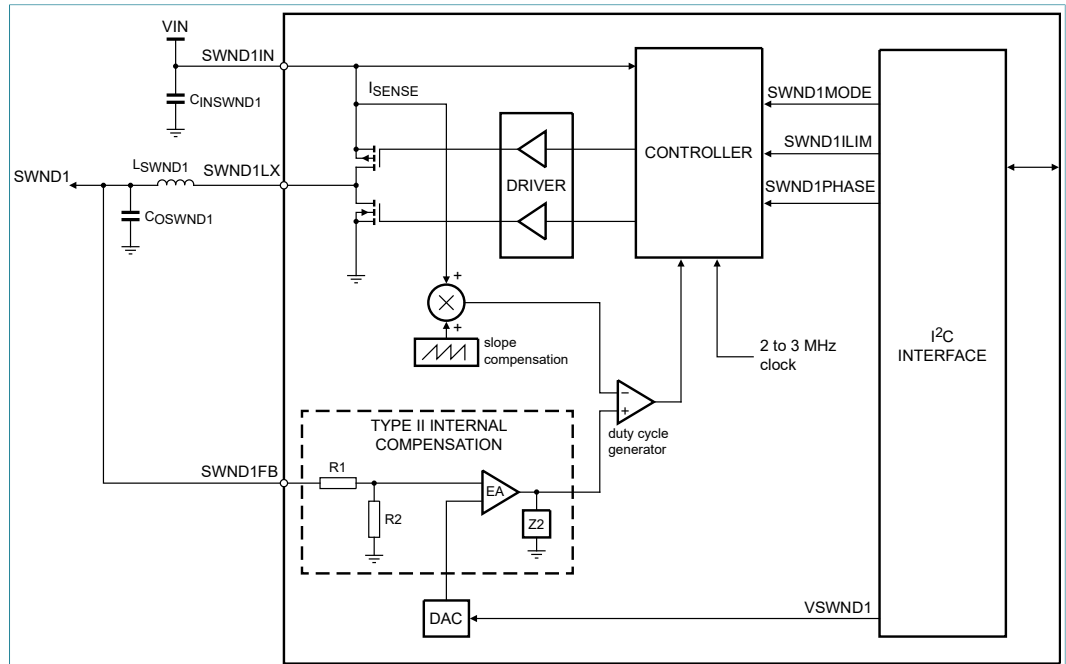 VIN
SWND1IN
CINSWND1
ISENSE
SWND1MODE
SWND1ILIM
SWND1PHASE
CONTROLLER
DRIVER
LSWND1
SWND1LX
SWND1
COSWND1
+
+
slope
compensation
2 to 3 MHz
clock
I2C
INTERFACE
−
+
duty cycle
generator
TYPE II INTERNAL
COMPENSATION
SWND1FB
R1
R2
EA
Z2
DAC
VSWND1